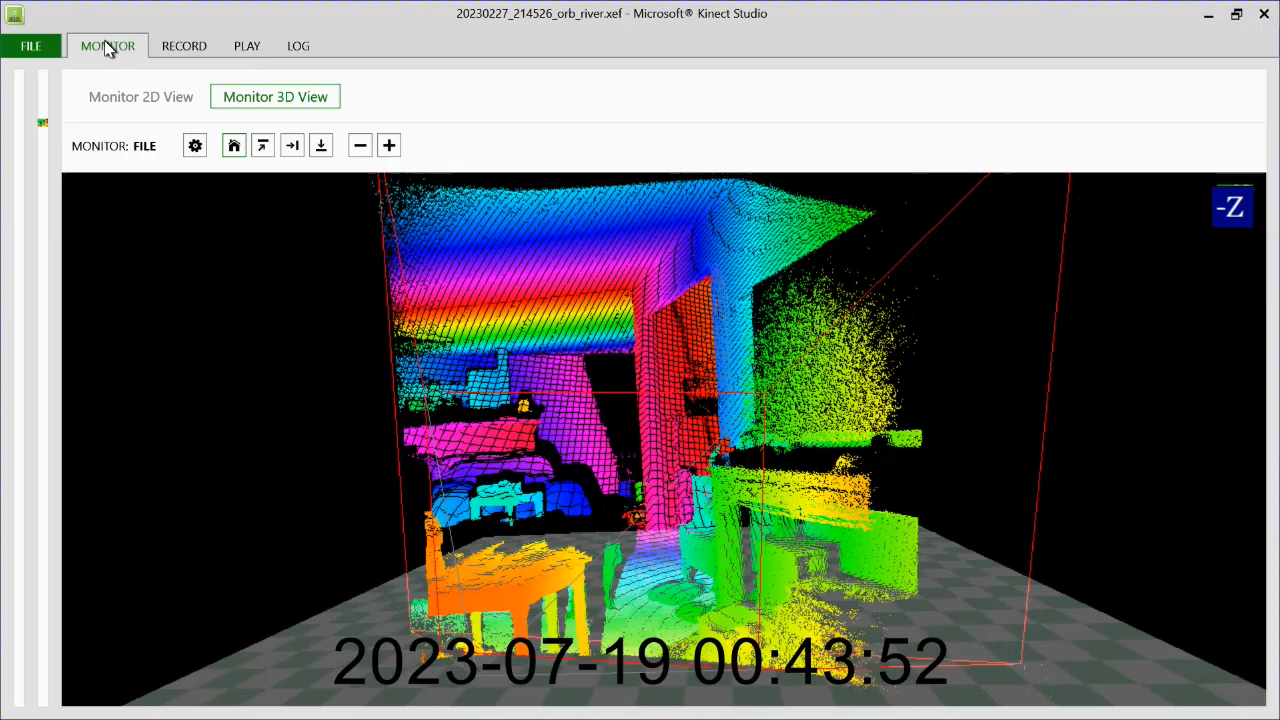 20230227_214526_orb_river.xef - Microsoft® Kinect Studio
FILE MONITOR RECORD PLAY LOG
Monitor 2D View Monitor 3D View
MONITOR: FILE
-Z
2023-07-19 00:43:52